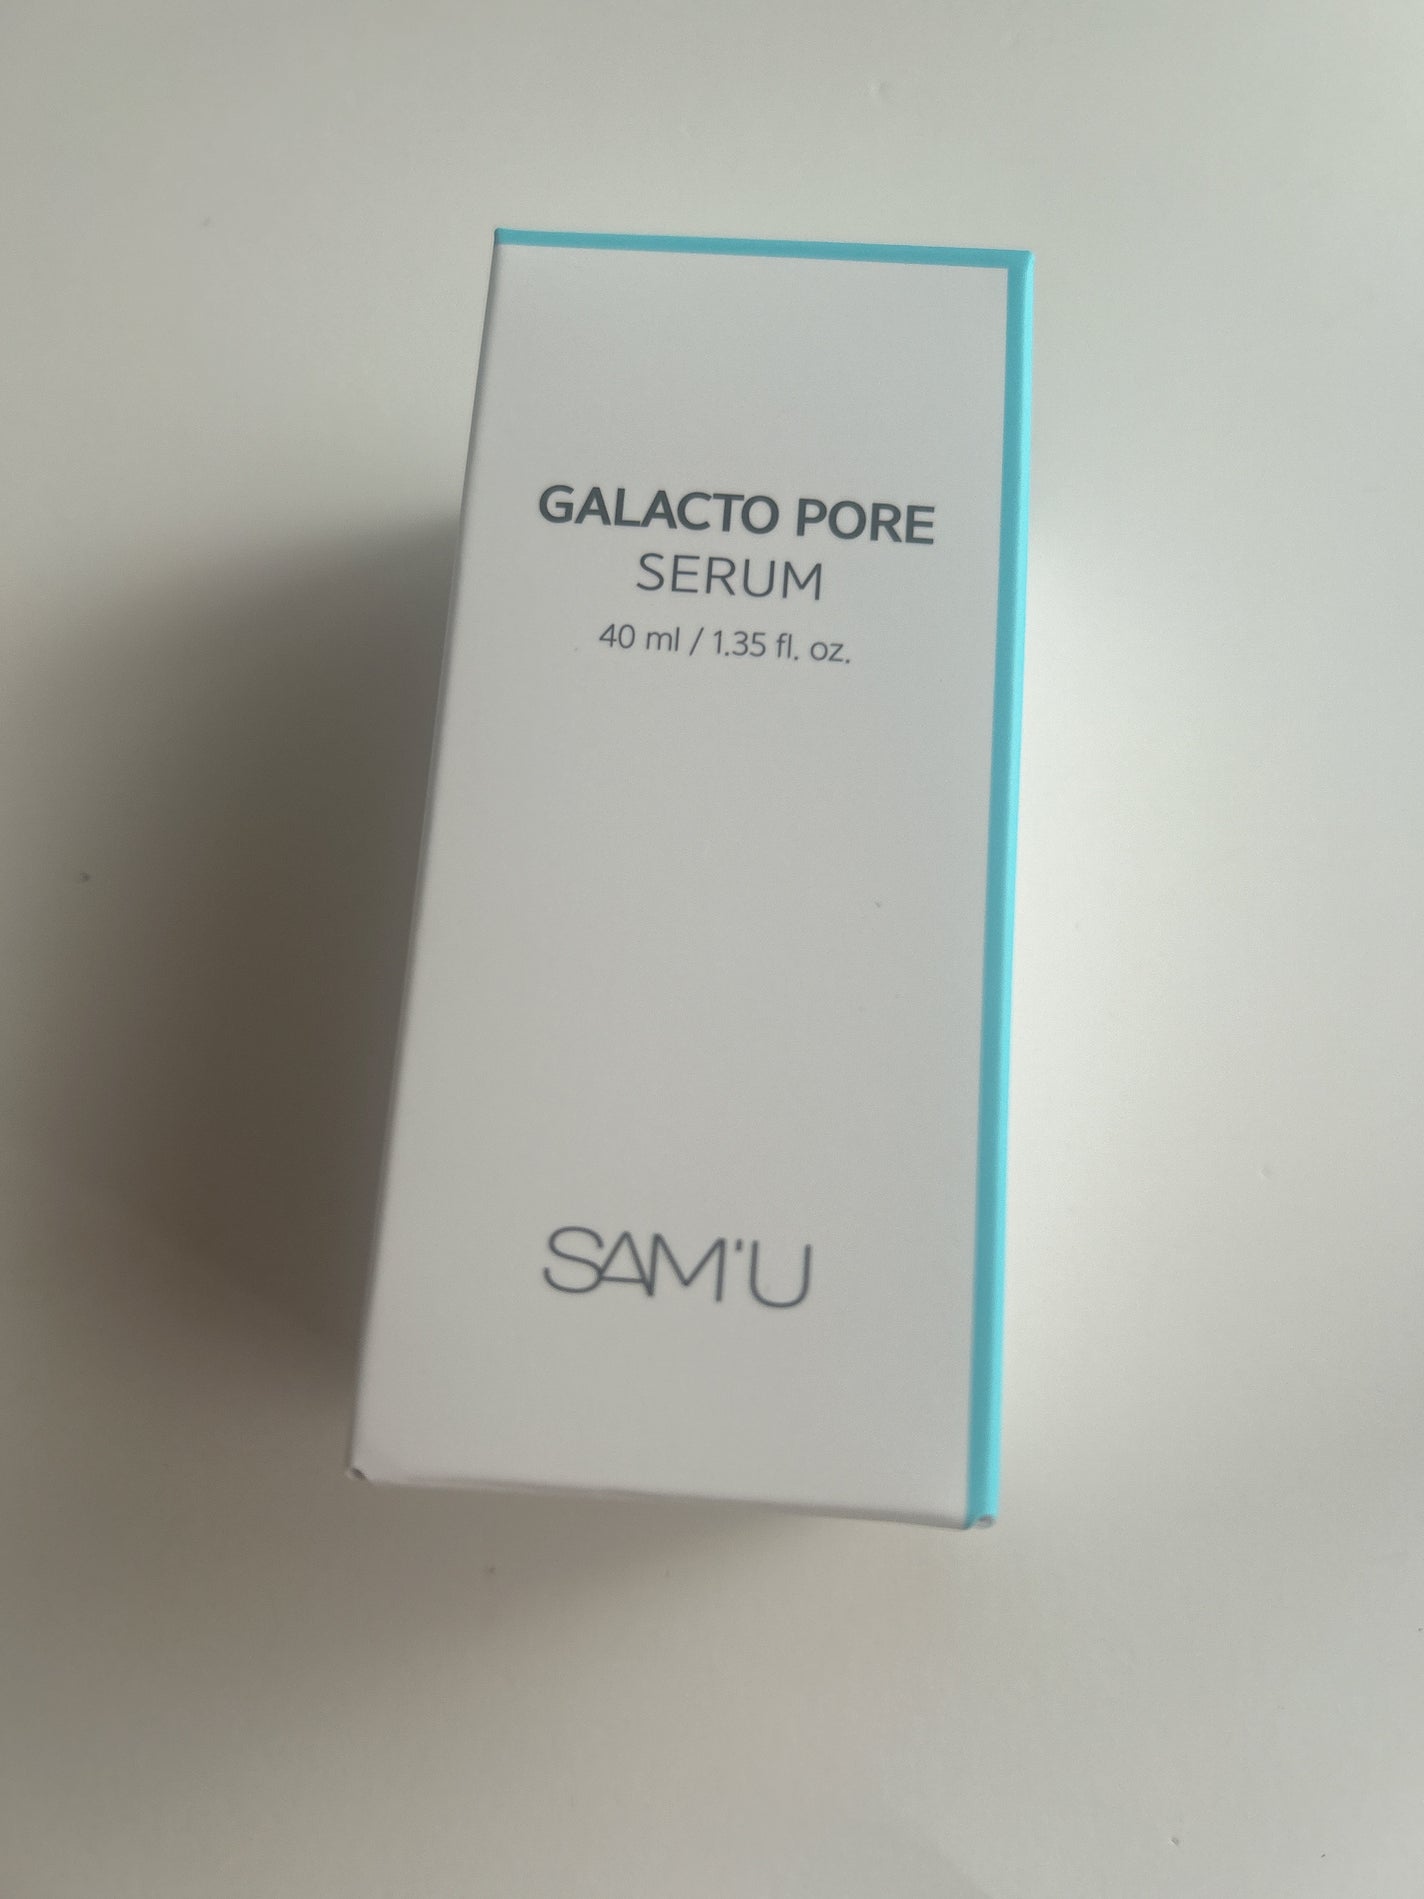 GALACTO PORE
SERUM
40 ml / 1.35 fl. oz.
SAM'U